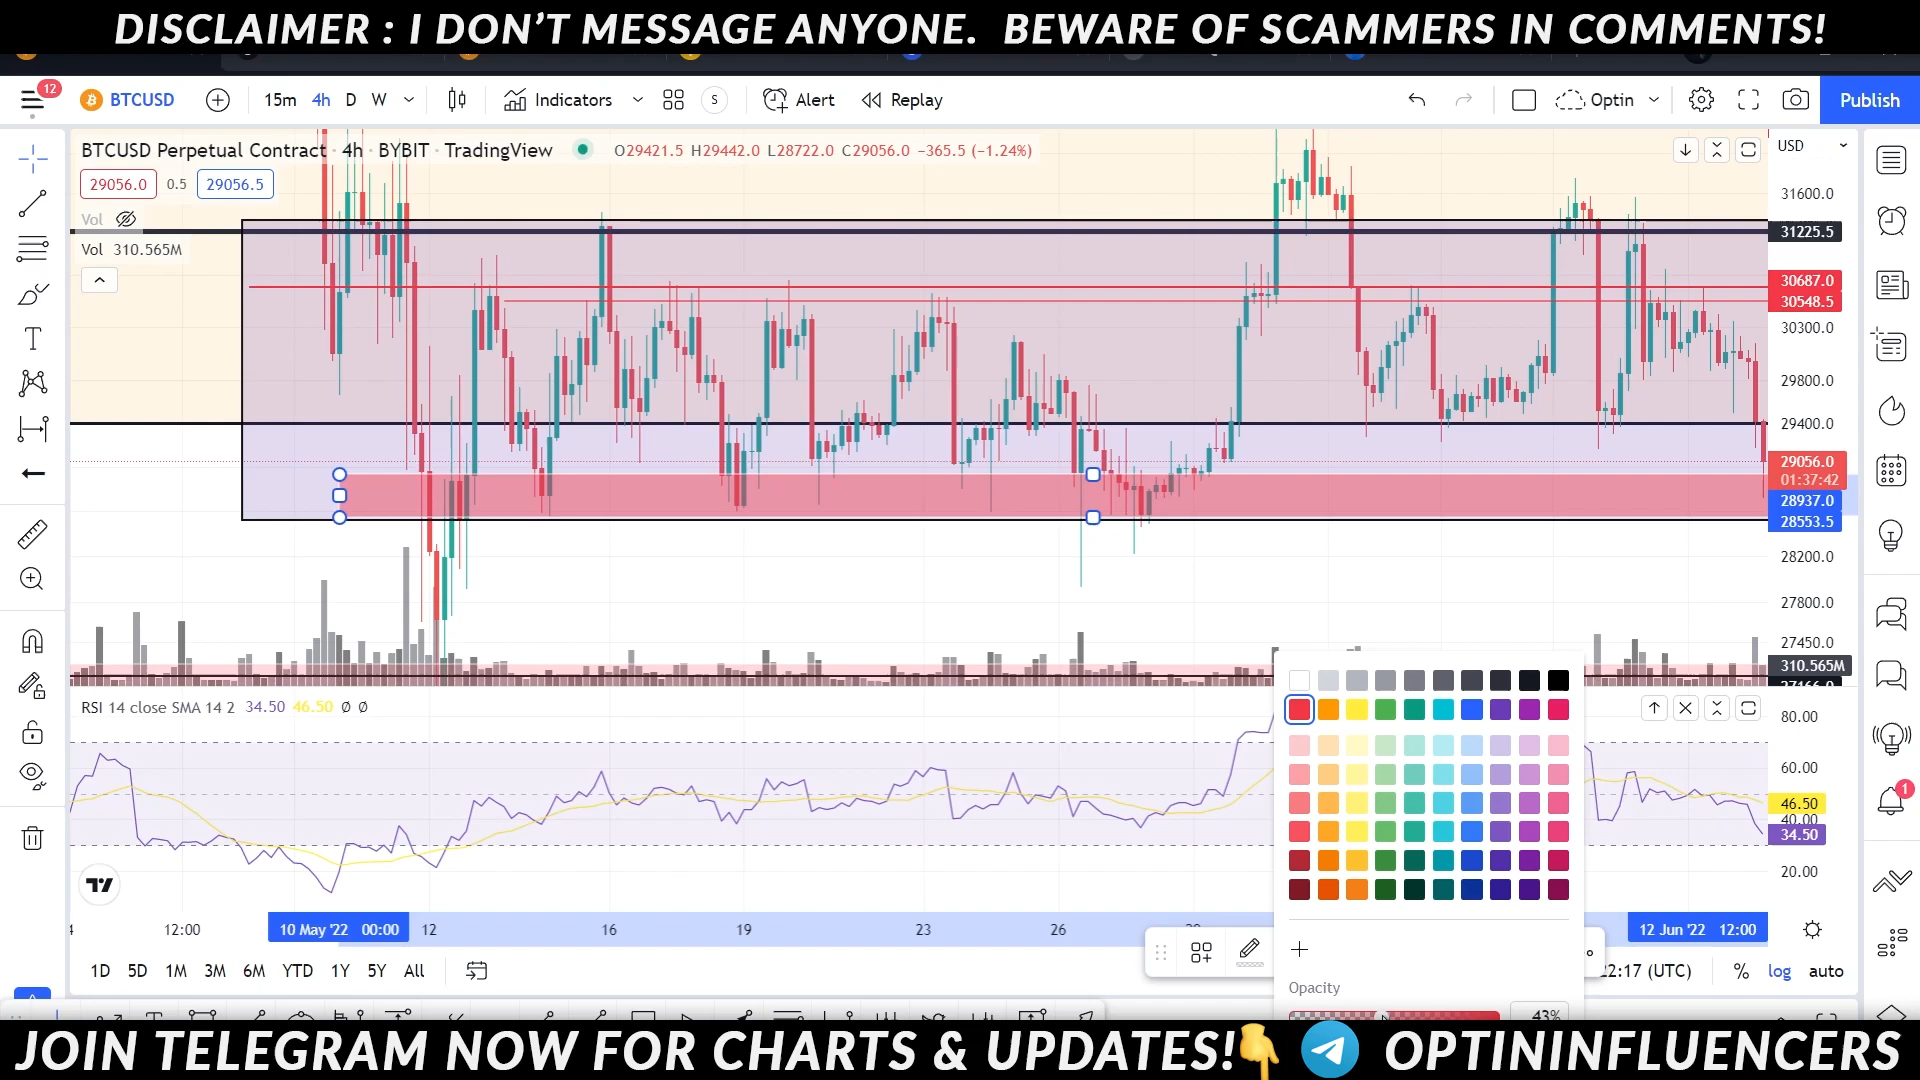 DISCLAIMER : I DON'T MESSAGE ANYONE. BEWARE OF SCAMMERS IN COMMENTS!
12
BTCUSD 15m 4h D W Indicators S Alert Replay Optin Publish
BTCUSD Perpetual Contract · 4h · BYBIT · TradingView O29421.5 H29442.0 L28722.0 C29056.0 −365.5 (−1.24%)
USD
29056.0 0.5 29056.5
31600.0
Vol
31225.5
Vol 310.565M
30687.0
30548.5
30300.0
29800.0
29400.0
29056.0
01:37:42
28937.0
28553.5
28200.0
27800.0
27450.0
310.565M
RSI 14 close SMA 14 2 34.50 46.50 Ø Ø
80.00
60.00
1
46.50
40.00
34.50
20.00
12:00 10 May '22 00:00 12 16 19 23 26 12 Jun '22 12:00
1D 5D 1M 3M 6M YTD 1Y 5Y All
2:17 (UTC) % log auto
Opacity
43%
JOIN TELEGRAM NOW FOR CHARTS & UPDATES!👇 OPTININFLUENCERS